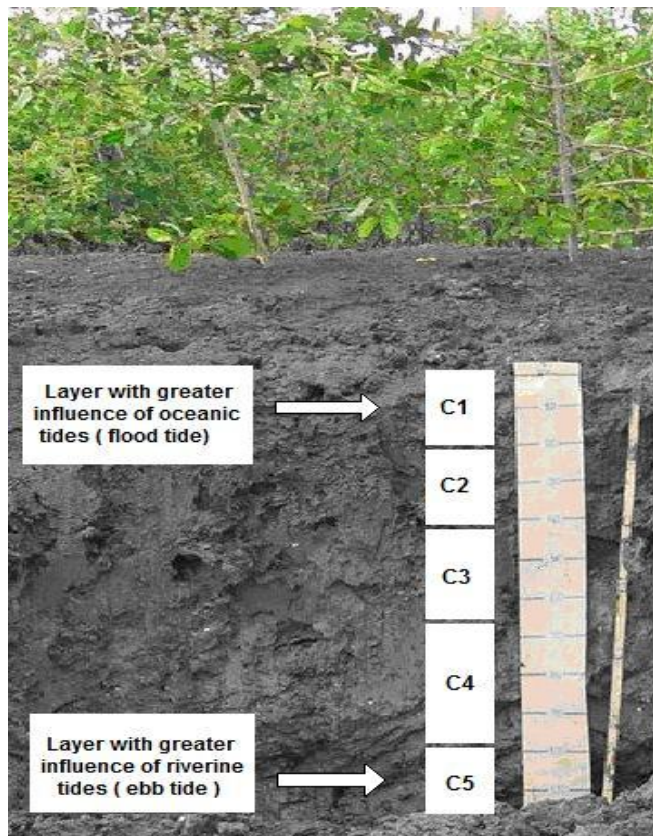 Layer with greater
influence of oceanic
tides ( flood tide)
C1
C2
C3
C4
Layer with greater
influence of riverine
tides ( ebb tide )
C5